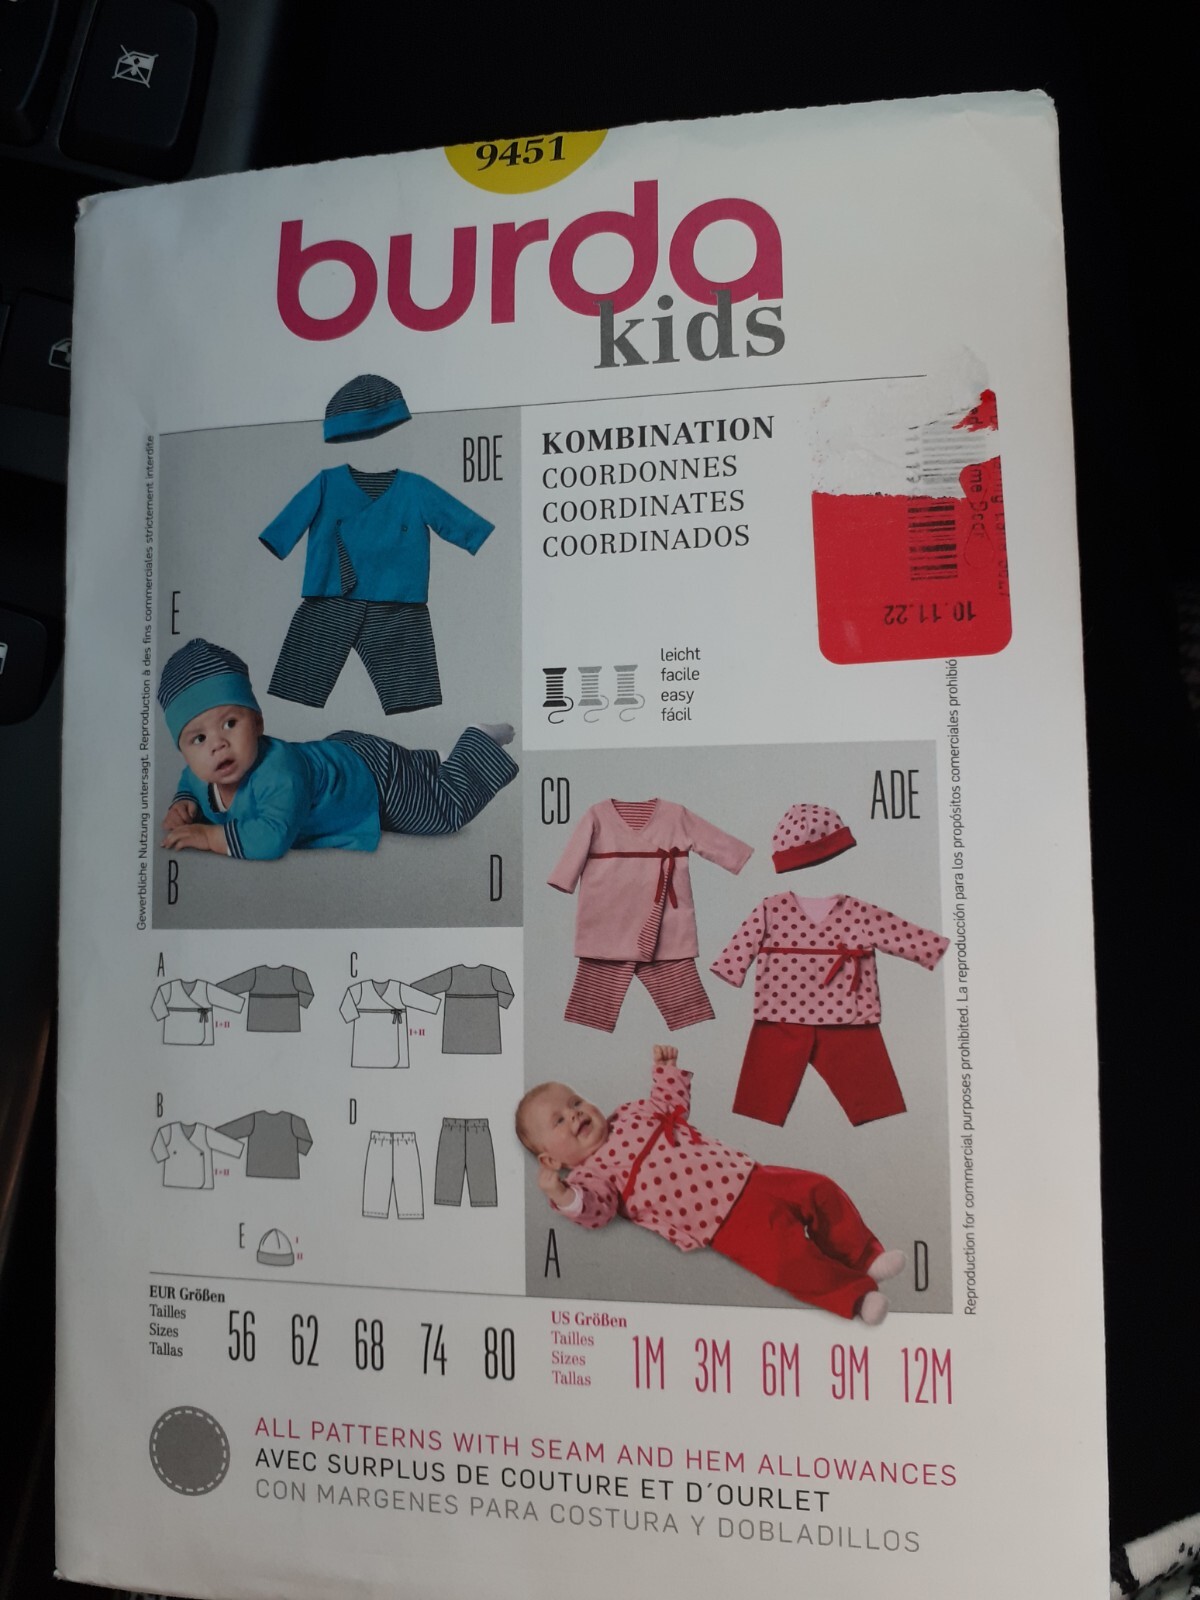 9451
burda
kids
BDE
E
B
D
KOMBINATION
COORDONNES
COORDINATES
COORDINADOS
10.11.22
leicht
facile
easy
fácil
CD
ADE
A
D
A
I+II
C
I+II
B
I+II
D
E
I
II
Gewerbliche Nutzung untersagt. Reproduction à des fins commerciales strictement interdite
Reproduction for commercial purposes prohibited. La reproducción para los propósitos comerciales prohibió
EUR Größen
Tailles
Sizes
Tallas
56 62 68 74 80
US Größen
Tailles
Sizes
Tallas
1M 3M 6M 9M 12M
ALL PATTERNS WITH SEAM AND HEM ALLOWANCES
AVEC SURPLUS DE COUTURE ET D´OURLET
CON MARGENES PARA COSTURA Y DOBLADILLOS